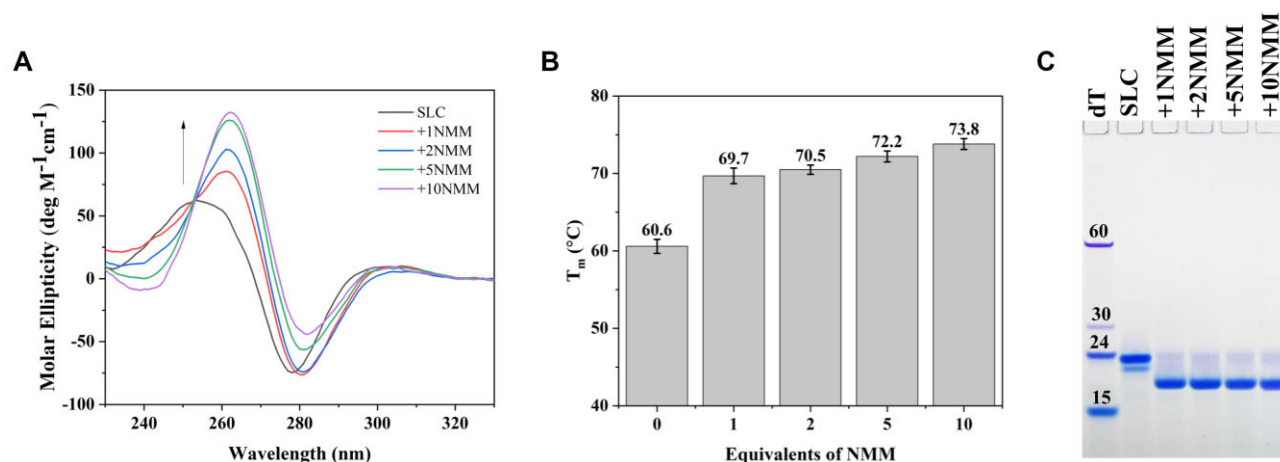 A
Molar Ellipticity (deg M⁻¹cm⁻¹)
150
100
50
0
-50
-100
240
260
280
300
320
Wavelength (nm)
SLC
+1NMM
+2NMM
+5NMM
+10NMM
B
Tm (°C)
80
70
60
50
40
60.6
69.7
70.5
72.2
73.8
0
1
2
5
10
Equivalents of NMM
C
dT
SLC
+1NMM
+2NMM
+5NMM
+10NMM
60
30
24
15